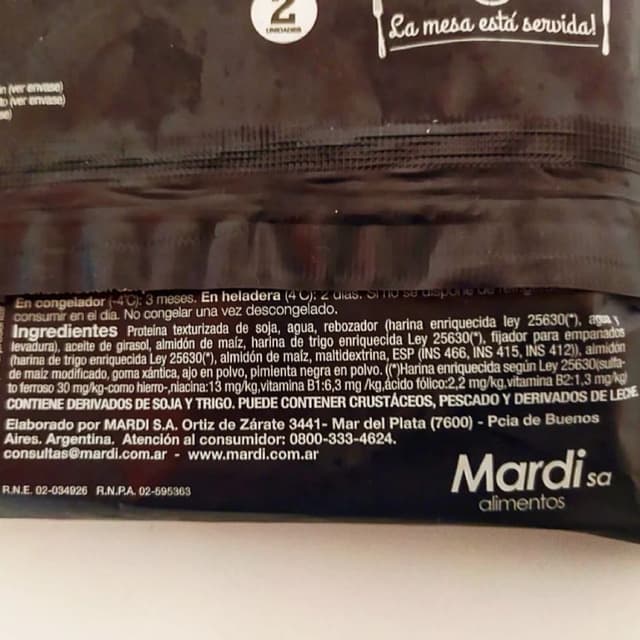 2
UNIDADES
La mesa está servida!
(ver envase)
(ver envase)
En congelador (-4°C): 3 meses. En heladera (4°C): 2 días. Si no se dispone de
consumir en el día. No congelar una vez descongelado.
Ingredientes Proteína texturizada de soja, agua, rebozador (harina enriquecida ley 25630(*), agua y
levadura), aceite de girasol, almidón de maíz, harina de trigo enriquecida Ley 25630(*), fijador para empanados
(harina de trigo enriquecida Ley 25630(*), almidón de maíz, maltidextrina, ESP (INS 466, INS 415, INS 412)), almidón
de maíz modificado, goma xántica, ajo en polvo, pimienta negra en polvo. ((*)Harina enriquecida según Ley 25630(sulfa-
to ferroso 30 mg/kg-como hierro-,niacina:13 mg/kg,vitamina B1:6,3 mg/kg,ácido fólico:2,2 mg/kg,vitamina B2:1,3 mg/kg)
CONTIENE DERIVADOS DE SOJA Y TRIGO. PUEDE CONTENER CRUSTÁCEOS, PESCADO Y DERIVADOS DE LECHE.
Elaborado por MARDI S.A. Ortiz de Zárate 3441- Mar del Plata (7600) - Pcia de Buenos
Aires. Argentina. Atención al consumidor: 0800-333-4624.
consultas@mardi.com.ar - www.mardi.com.ar
R.N.E. 02-034926 R.N.P.A. 02-595363
Mardi sa
alimentos